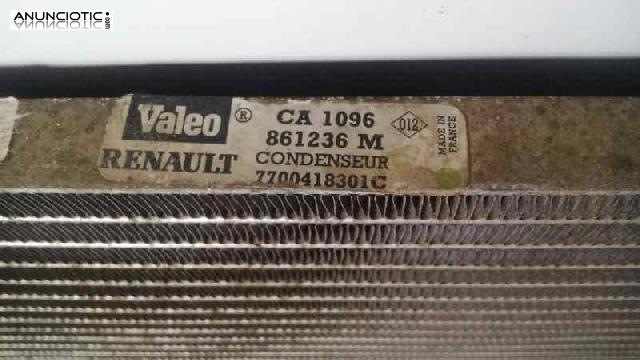 ANUNCIOTIC.com
Valeo ® CA 1096
861236 M
RENAULT CONDENSEUR
7700418301C
D12
MADE IN
FRANCE